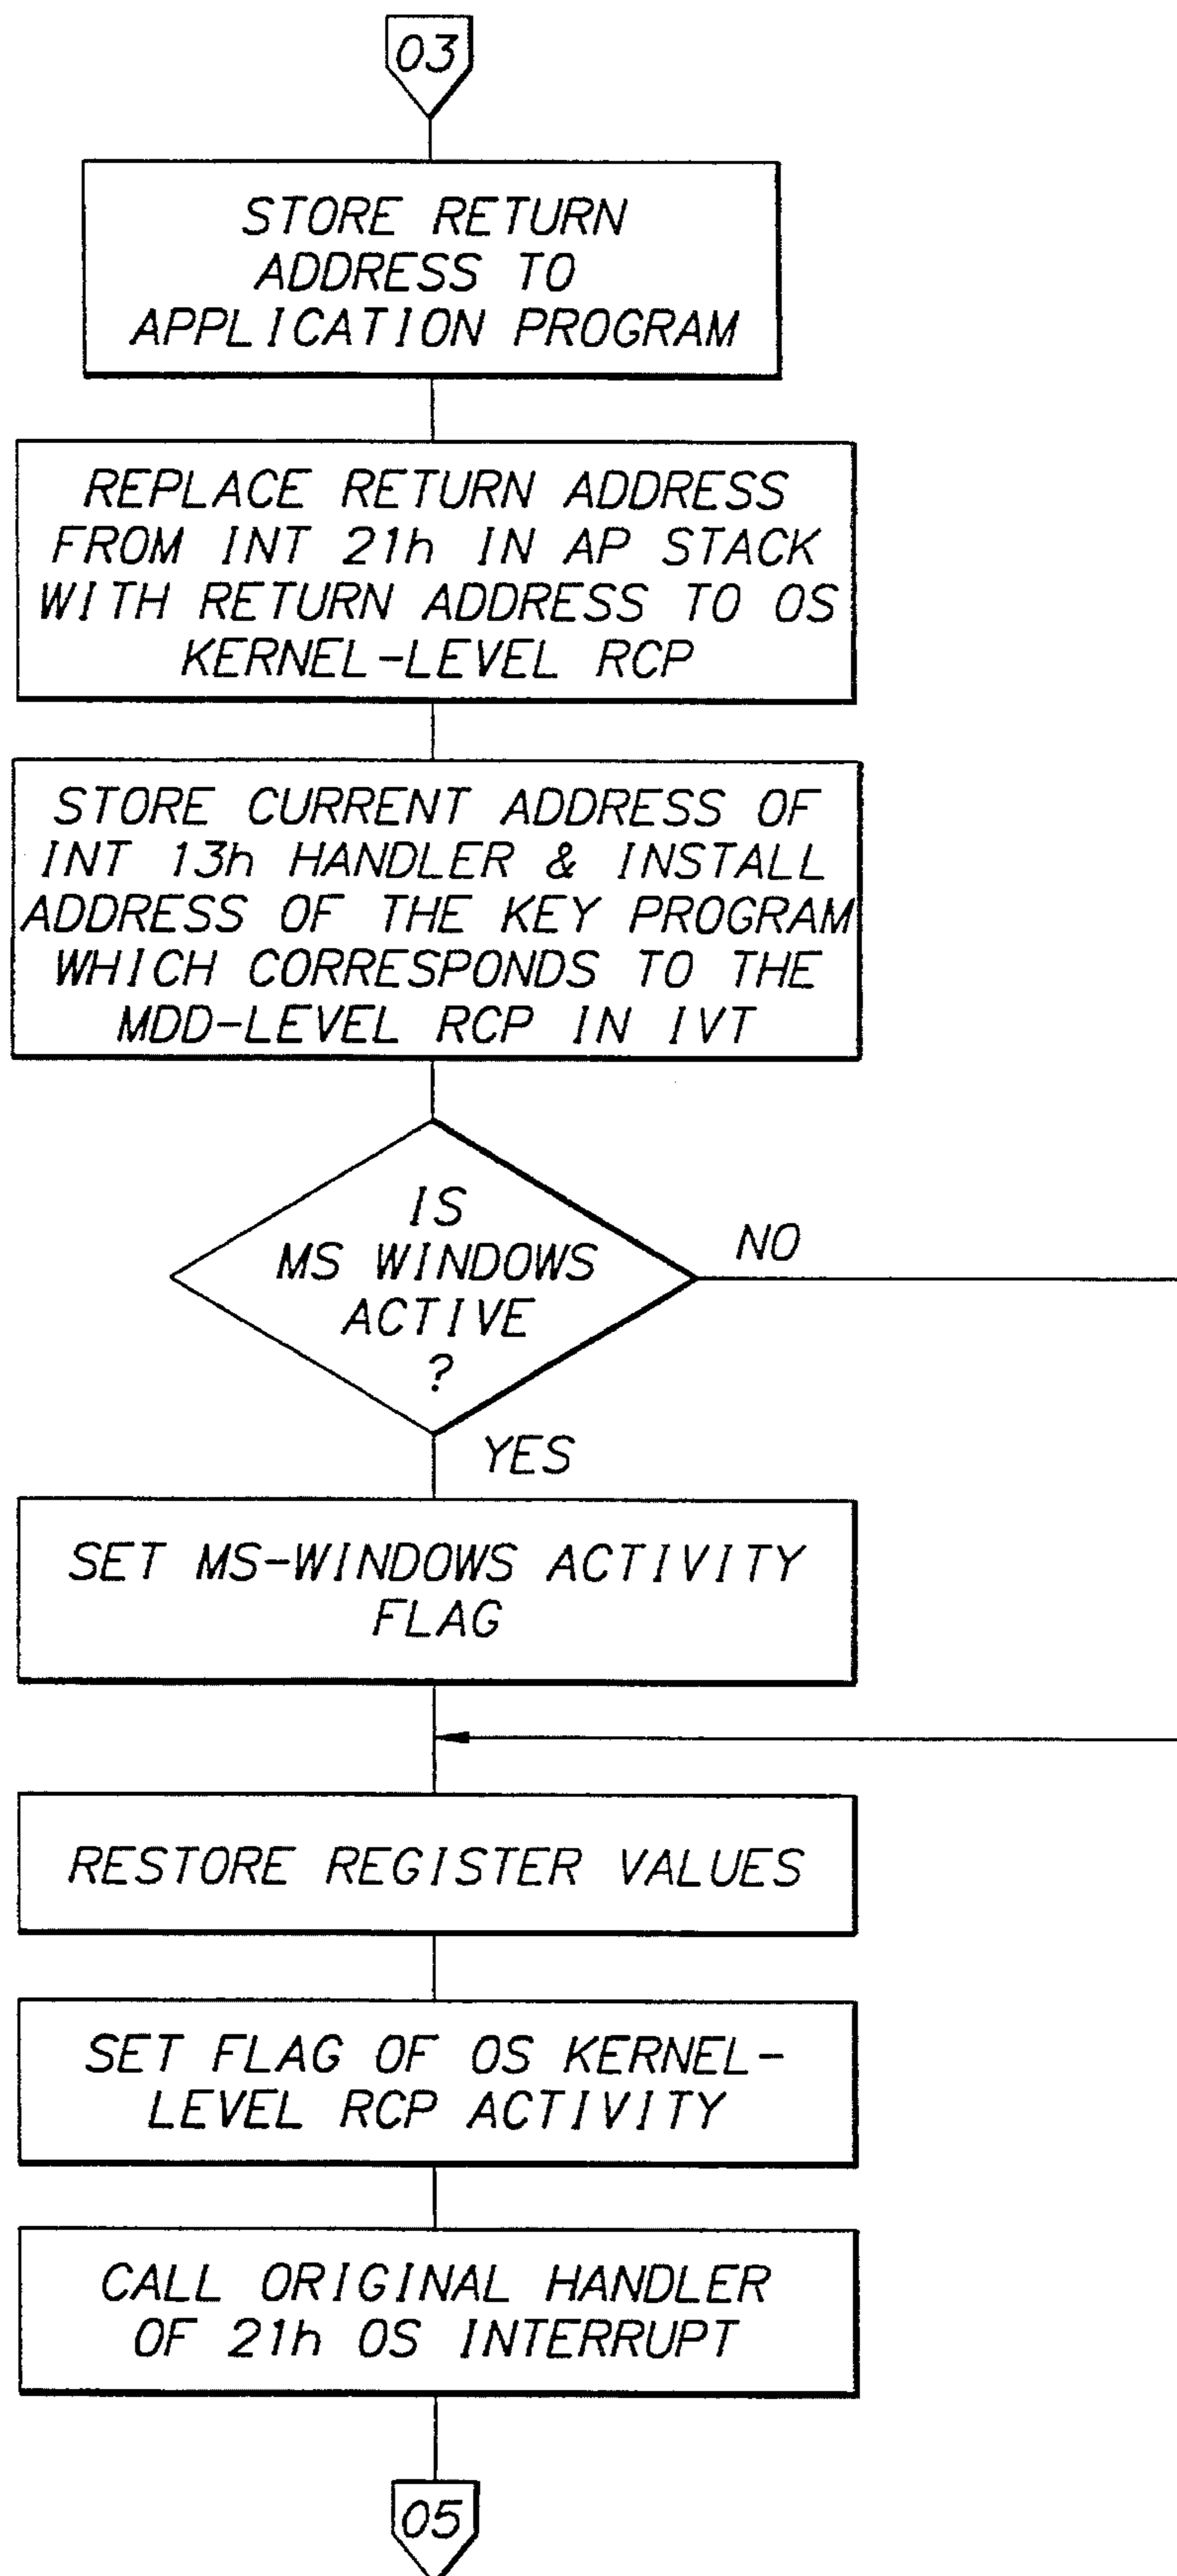 03
STORE RETURN
ADDRESS TO
APPLICATION PROGRAM
REPLACE RETURN ADDRESS
FROM INT 21h IN AP STACK
WITH RETURN ADDRESS TO OS
KERNEL-LEVEL RCP
STORE CURRENT ADDRESS OF
INT 13h HANDLER & INSTALL
ADDRESS OF THE KEY PROGRAM
WHICH CORRESPONDS TO THE
MDD-LEVEL RCP IN IVT
IS
MS WINDOWS
ACTIVE
?
NO
YES
SET MS-WINDOWS ACTIVITY
FLAG
RESTORE REGISTER VALUES
SET FLAG OF OS KERNEL-
LEVEL RCP ACTIVITY
CALL ORIGINAL HANDLER
OF 21h OS INTERRUPT
05